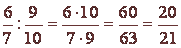 6/7 : 9/10 = 6·10/7·9 = 60/63 = 20/21